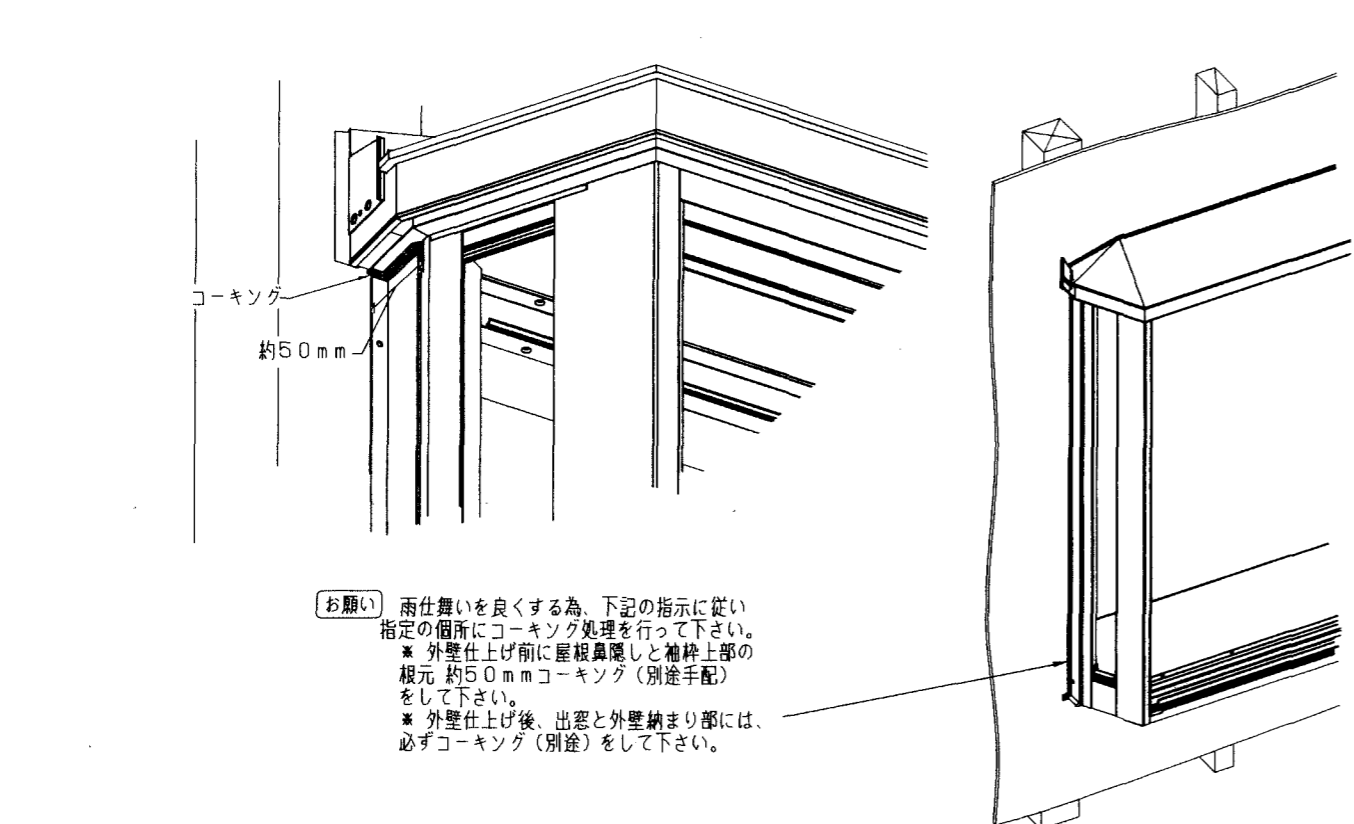 コーキング
約50mm
お願い 雨仕舞いを良くする為、下記の指示に従い
指定の個所にコーキング処理を行って下さい。
※ 外壁仕上げ前に屋根鼻隠しと袖枠上部の
根元 約50mmコーキング（別途手配）
をして下さい。
※ 外壁仕上げ後、出窓と外壁納まり部には、
必ずコーキング（別途）をして下さい。